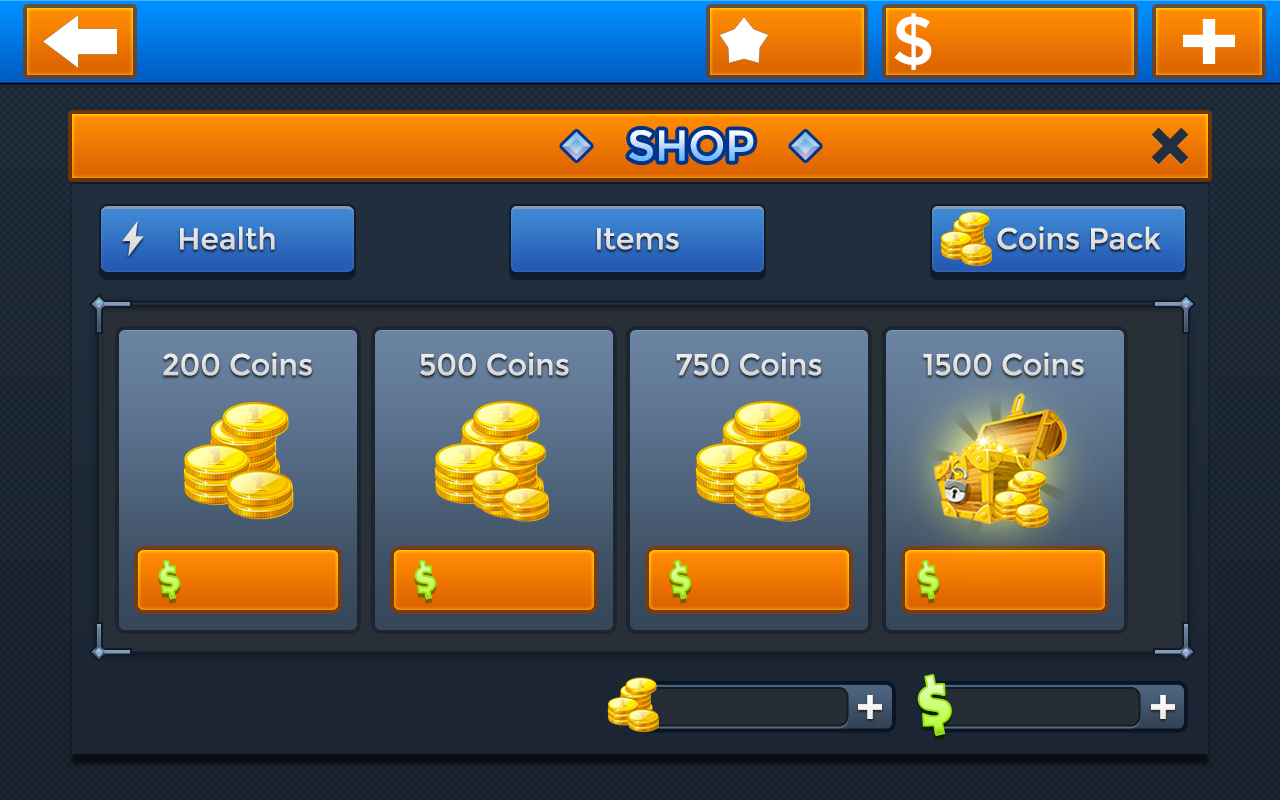 $
SHOP
Health
Items
Coins Pack
200 Coins
500 Coins
750 Coins
1500 Coins
$
$
$
$
$